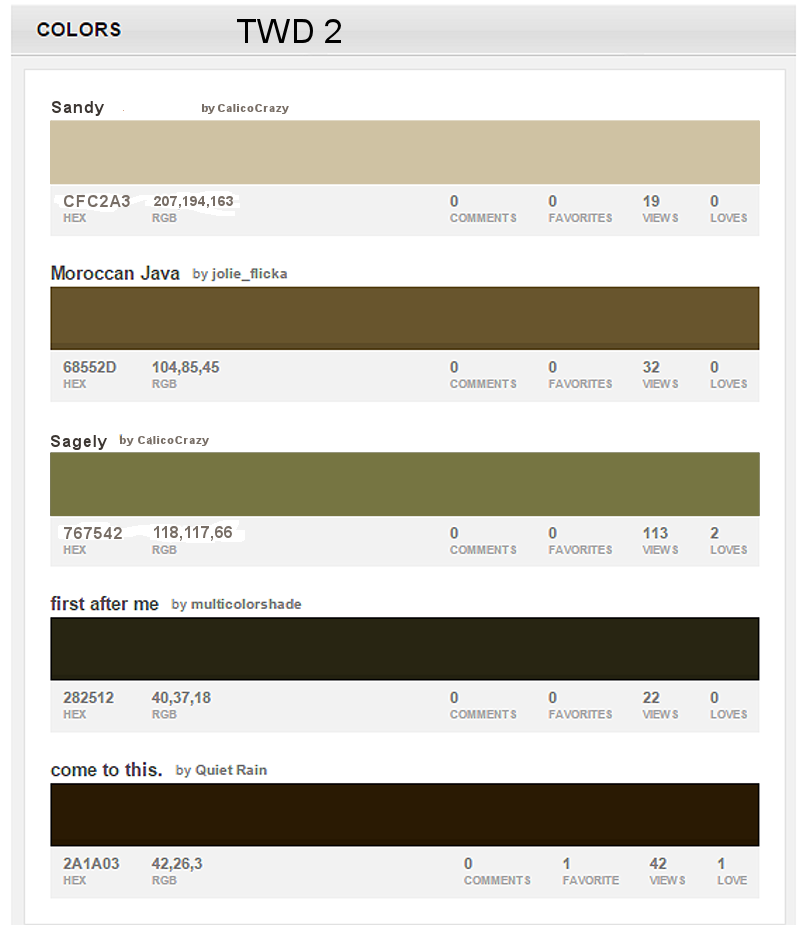 COLORS TWD 2
Sandy by CalicoCrazy
CFC2A3 207,194,163 0 0 19 0
HEX RGB COMMENTS FAVORITES VIEWS LOVES
Moroccan Java by jolie_flicka
68552D 104,85,45 0 0 32 0
HEX RGB COMMENTS FAVORITES VIEWS LOVES
Sagely by CalicoCrazy
767542 118,117,66 0 0 113 2
HEX RGB COMMENTS FAVORITES VIEWS LOVES
first after me by multicolorshade
282512 40,37,18 0 0 22 0
HEX RGB COMMENTS FAVORITES VIEWS LOVES
come to this. by Quiet Rain
2A1A03 42,26,3 0 1 42 1
HEX RGB COMMENTS FAVORITE VIEWS LOVE